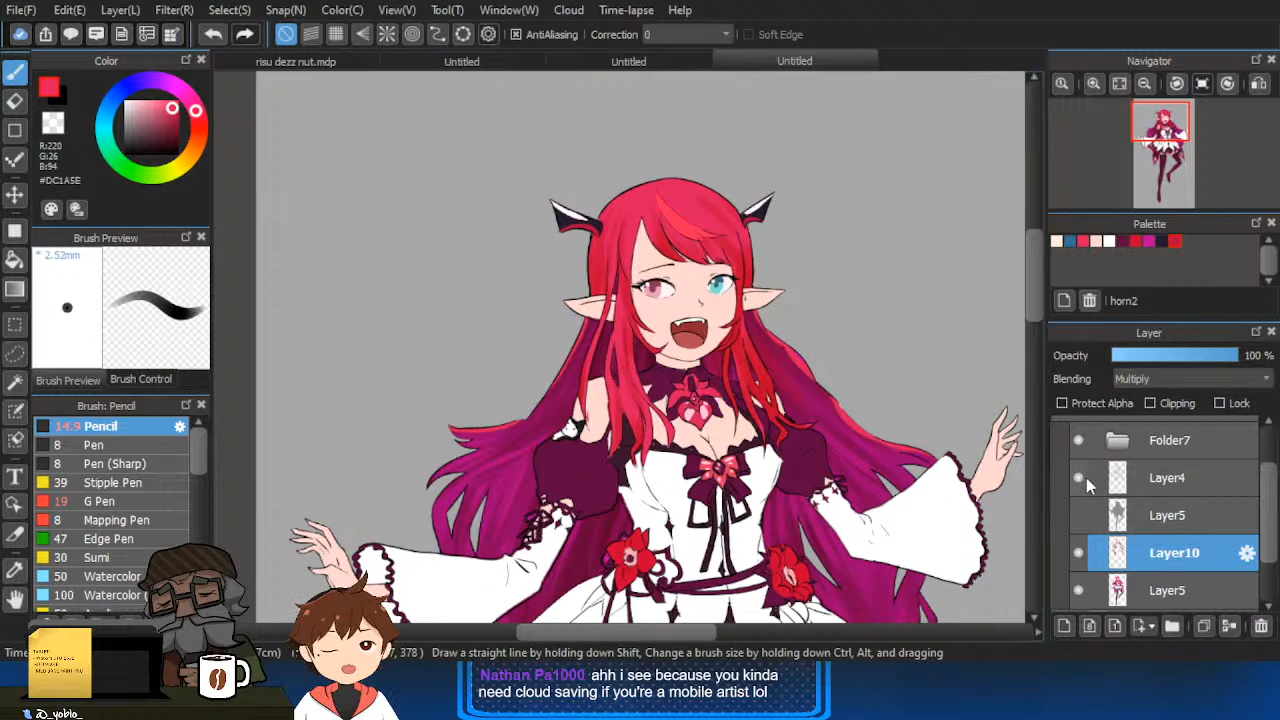 File(F) Edit(E) Layer(L) Filter(R) Select(S) Snap(N) Color(C) View(V) Tool(T) Window(W) Cloud Time-lapse Help
AntiAliasing Correction 0 Soft Edge
Color
risu dezz nut.mdp Untitled Untitled Untitled
Navigator
R:220
G:26
B:94
#DC1A5E
Palette
Brush Preview
2.52mm
horn2
Layer
Opacity 100 %
Blending Multiply
Brush Preview Brush Control
Protect Alpha Clipping Lock
Brush: Pencil
14.9 Pencil
8 Pen
8 Pen (Sharp)
39 Stipple Pen
19 G Pen
8 Mapping Pen
47 Edge Pen
30 Sumi
50 Watercolor
100 Watercolor
Folder7
Layer4
Layer5
Layer10
Layer5
7cm) 7, 378 ) Draw a straight line by holding down Shift, Change a brush size by holding down Ctrl, Alt, and dragging
Nathan Pa1000 ahh i see because you kinda
need cloud saving if you're a mobile artist lol